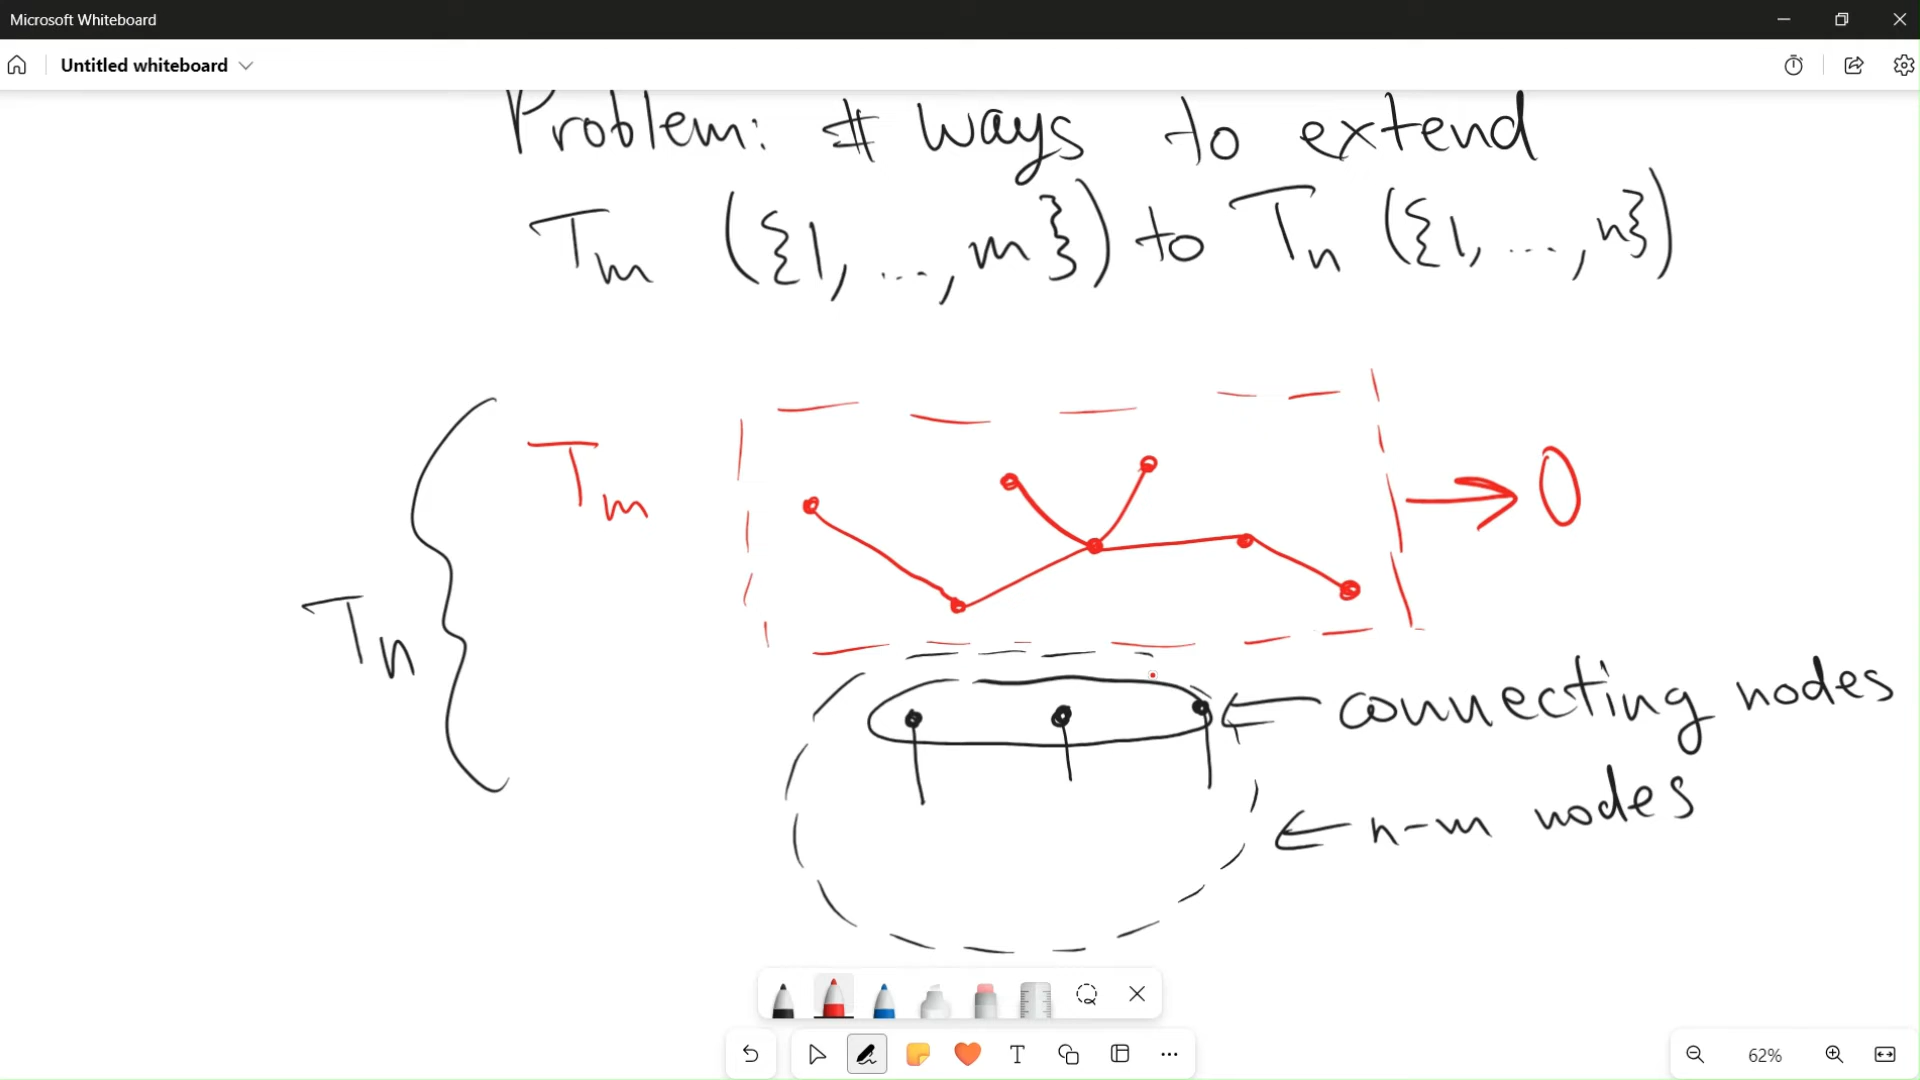 Microsoft Whiteboard
Untitled whiteboard
Problem: # ways to extend
Tm ({1, ..., m}) to Tn ({1, ..., n})
Tm
→ 0
Tn
← connecting nodes
← n-m nodes
62%